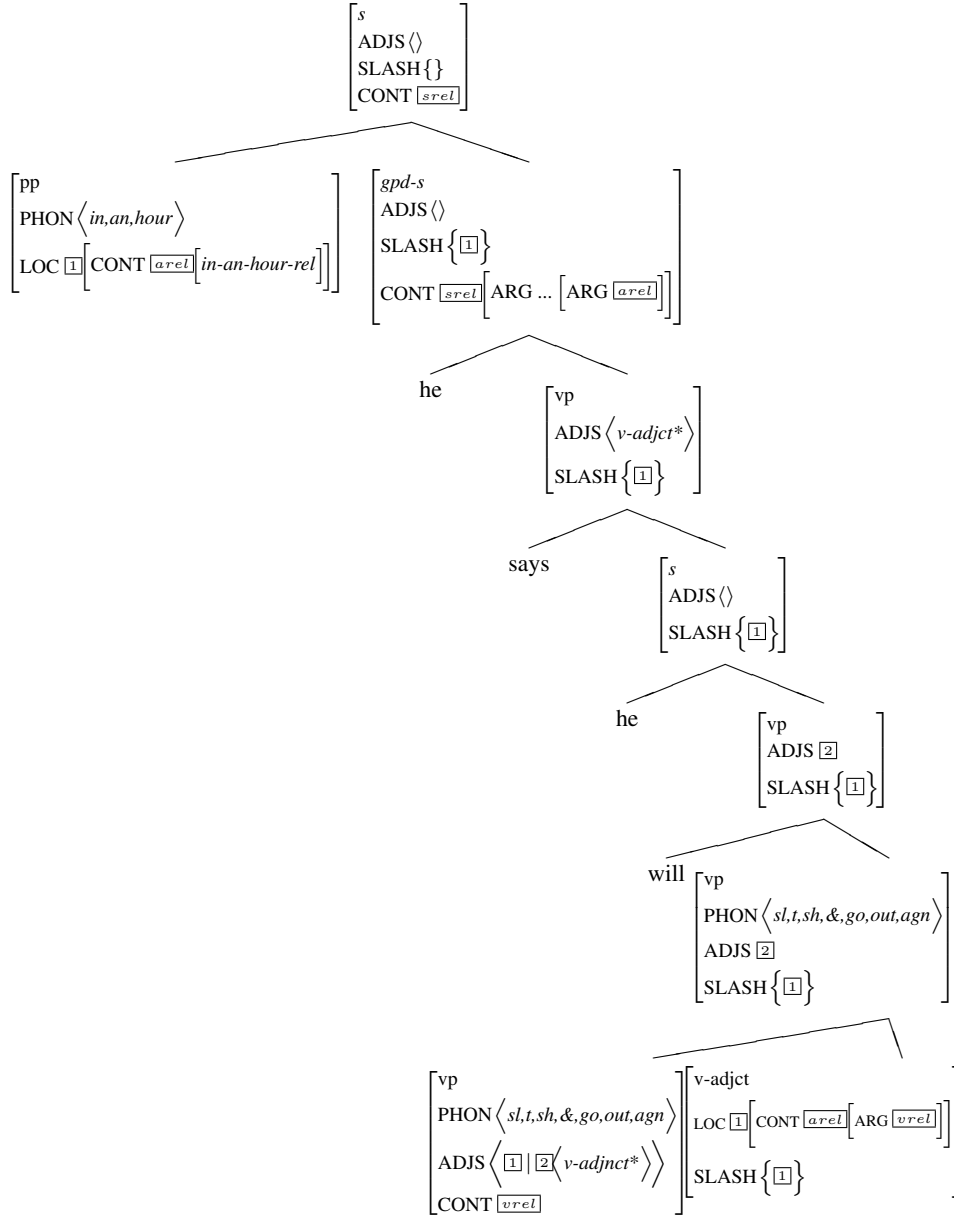 s
ADJS ⟨⟩
SLASH {}
CONT srel
pp
PHON ⟨ in,an,hour ⟩
LOC 1 [ CONT arel [ in-an-hour-rel ] ]
gpd-s
ADJS ⟨⟩
SLASH { 1 }
CONT srel [ ARG ... [ ARG arel ] ]
he
vp
ADJS ⟨ v-adjct* ⟩
SLASH { 1 }
says
s
ADJS ⟨⟩
SLASH { 1 }
he
vp
ADJS 2
SLASH { 1 }
will
vp
PHON ⟨ sl,t,sh,&,go,out,agn ⟩
ADJS 2
SLASH { 1 }
vp
PHON ⟨ sl,t,sh,&,go,out,agn ⟩
ADJS ⟨ 1 | 2 ⟨ v-adjnct* ⟩ ⟩
CONT vrel
v-adjct
LOC 1 [ CONT arel [ ARG vrel ] ]
SLASH { 1 }